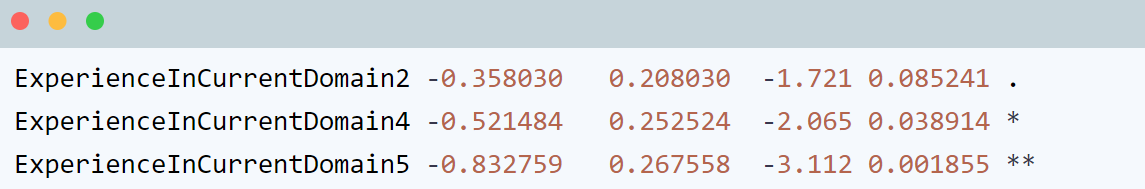 ExperienceInCurrentDomain2 -0.358030   0.208030  -1.721 0.085241 .
ExperienceInCurrentDomain4 -0.521484   0.252524  -2.065 0.038914 *
ExperienceInCurrentDomain5 -0.832759   0.267558  -3.112 0.001855 **